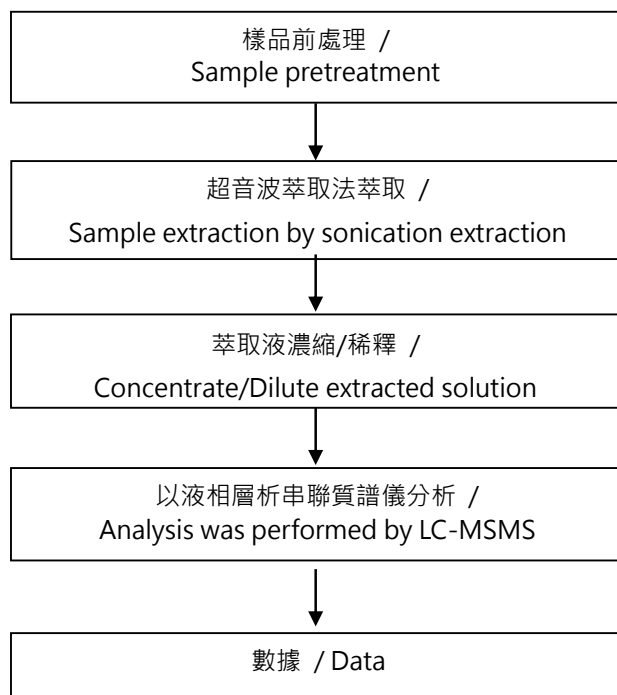 樣品前處理 /
Sample pretreatment
超音波萃取法萃取 /
Sample extraction by sonication extraction
萃取液濃縮/稀釋 /
Concentrate/Dilute extracted solution
以液相層析串聯質譜儀分析 /
Analysis was performed by LC-MSMS
數據 / Data